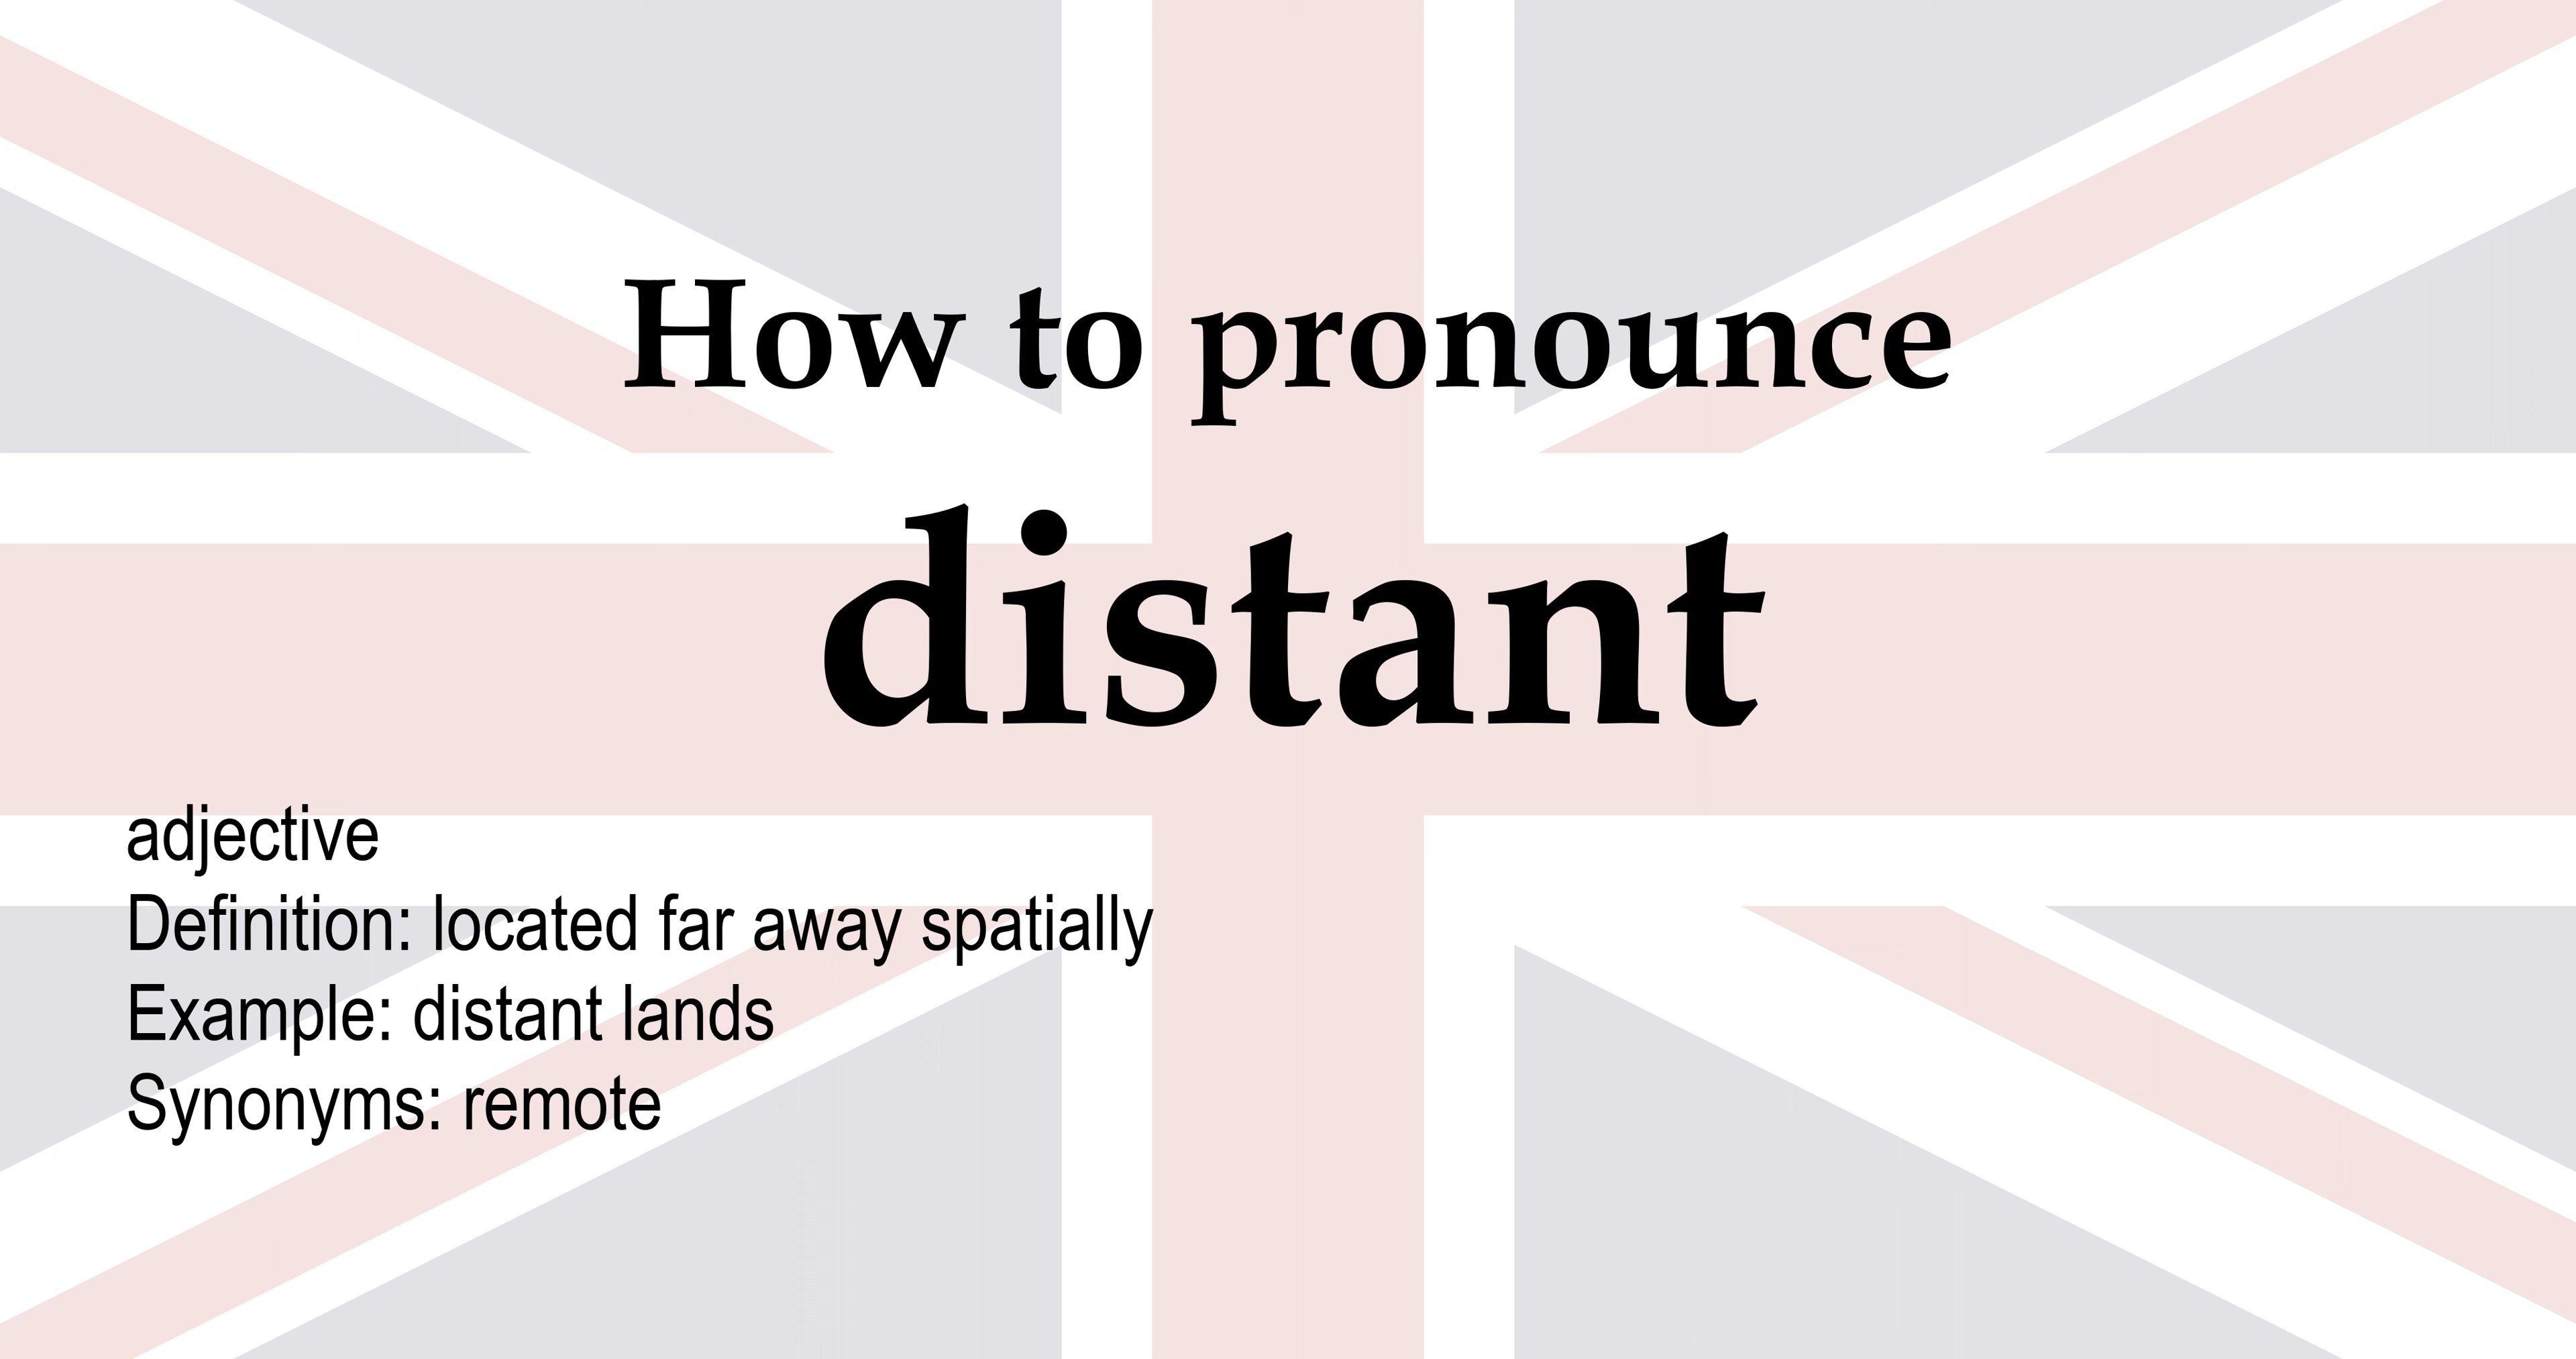 How to pronounce
distant
adjective
Definition: located far away spatially
Example: distant lands
Synonyms: remote